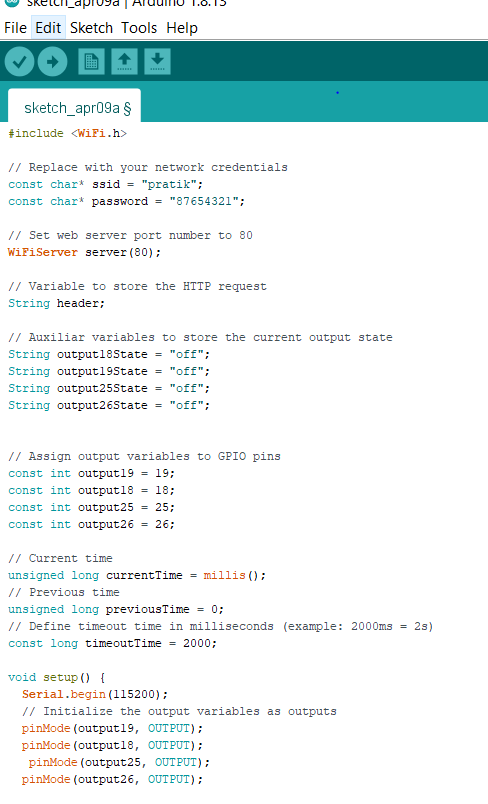 sketch_apr09a | Arduino 1.8.13
File Edit Sketch Tools Help
sketch_apr09a §
#include <WiFi.h>
// Replace with your network credentials
const char* ssid = "pratik";
const char* password = "87654321";
// Set web server port number to 80
WiFiServer server(80);
// Variable to store the HTTP request
String header;
// Auxiliar variables to store the current output state
String output18State = "off";
String output19State = "off";
String output25State = "off";
String output26State = "off";
// Assign output variables to GPIO pins
const int output19 = 19;
const int output18 = 18;
const int output25 = 25;
const int output26 = 26;
// Current time
unsigned long currentTime = millis();
// Previous time
unsigned long previousTime = 0;
// Define timeout time in milliseconds (example: 2000ms = 2s)
const long timeoutTime = 2000;
void setup() {
  Serial.begin(115200);
  // Initialize the output variables as outputs
  pinMode(output19, OUTPUT);
  pinMode(output18, OUTPUT);
   pinMode(output25, OUTPUT);
  pinMode(output26, OUTPUT);